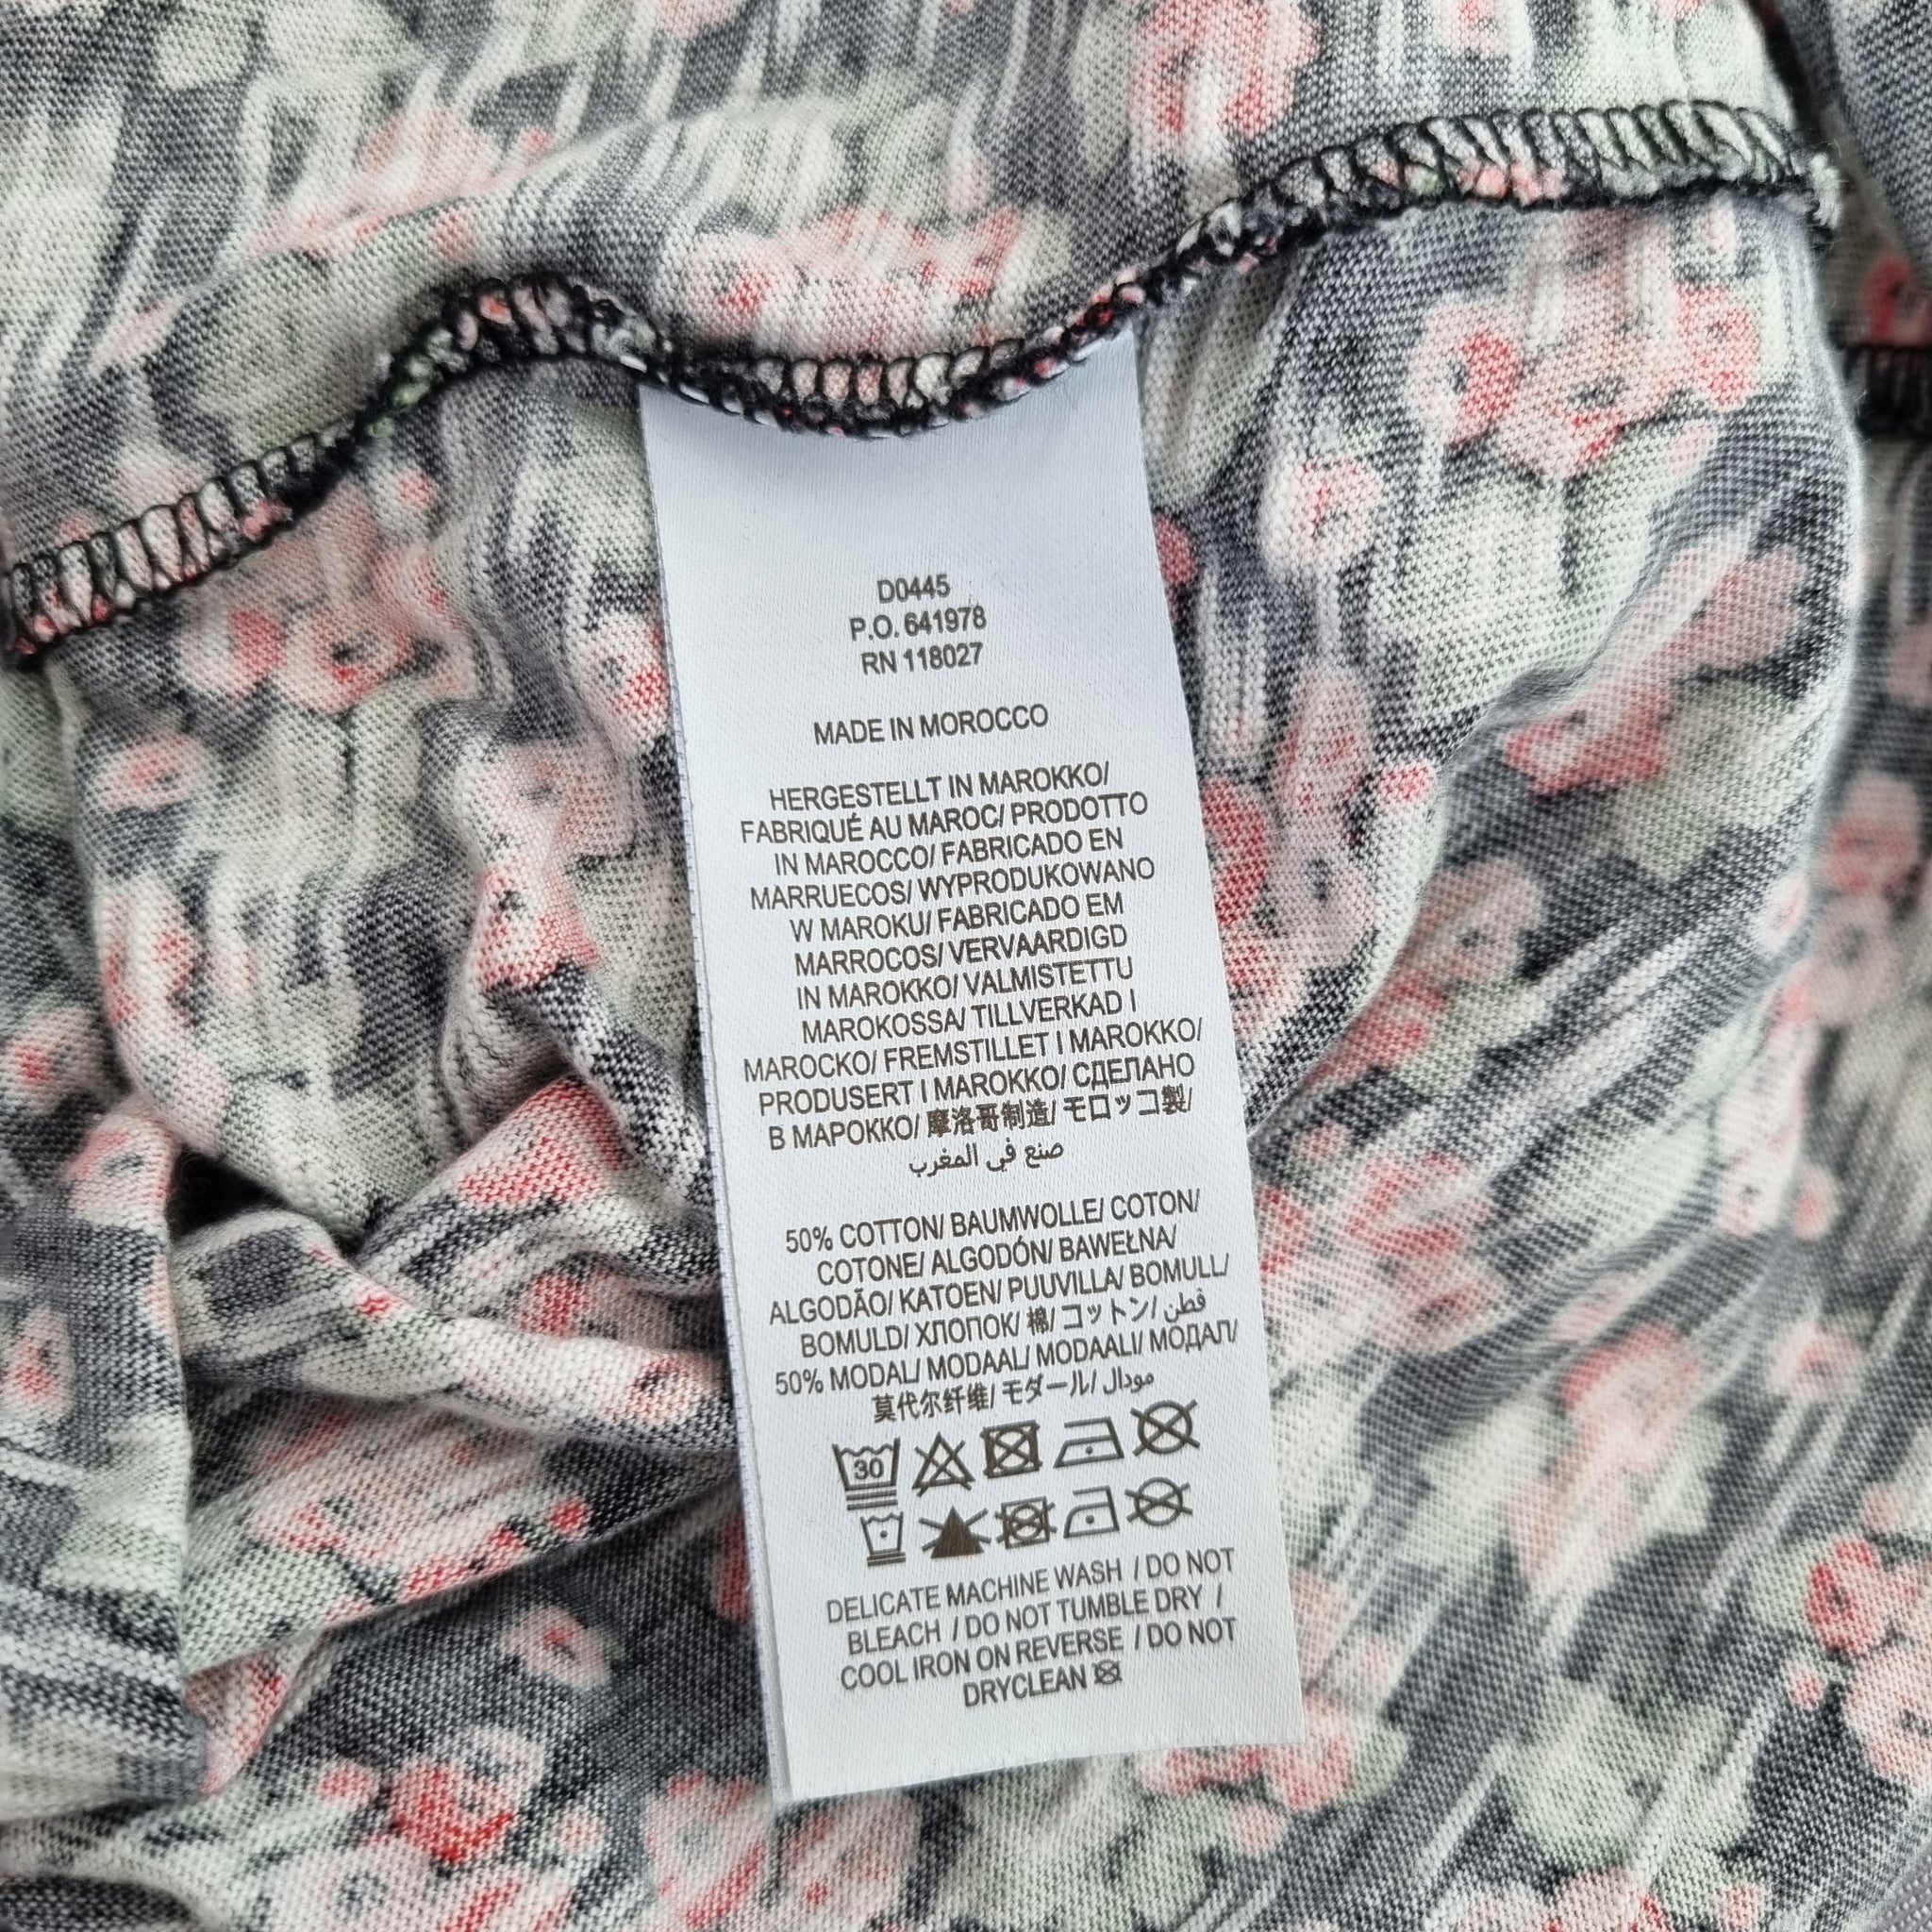 D0445
P.O. 641978
RN 118027
MADE IN MOROCCO
HERGESTELLT IN MAROKKO/
FABRIQUÉ AU MAROC/ PRODOTTO
IN MAROCCO/ FABRICADO EN
MARRUECOS/ WYPRODUKOWANO
W MAROKU/ FABRICADO EM
MARROCOS/ VERVAARDIGD
IN MAROKKO/ VALMISTETTU
MAROKOSSA/ TILLVERKAD I
MAROCKO/ FREMSTILLET I MAROKKO/
PRODUSERT I MAROKKO/ СДЕЛАНО
В МАРОККО/ 摩洛哥制造/ モロッコ製/
صنع في المغرب
50% COTTON/ BAUMWOLLE/ COTON/
COTONE/ ALGODÓN/ BAWEŁNA/
ALGODÃO/ KATOEN/ PUUVILLA/ BOMULL/
BOMULD/ ХЛОПОК/ 棉/ コットン/ قطن
50% MODAL/ MODAAL/ MODAALI/ МОДАЛ/
莫代尔纤维/ モダール/ مودال
30
DELICATE MACHINE WASH / DO NOT
BLEACH / DO NOT TUMBLE DRY /
COOL IRON ON REVERSE / DO NOT
DRYCLEAN